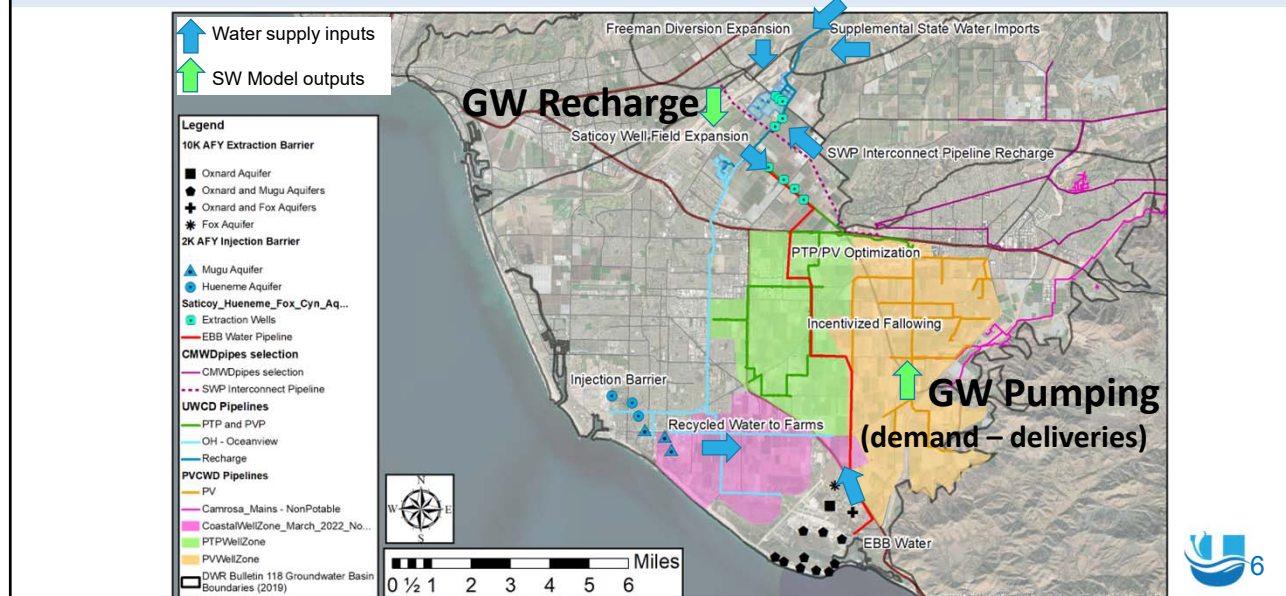 Water supply inputs
SW Model outputs
Freeman Diversion Expansion
Supplemental State Water Imports
GW Recharge
Saticoy Well Field Expansion
SWP Interconnect Pipeline Recharge
PTP/PV Optimization
Incentivized Fallowing
Injection Barrier
GW Pumping
(demand – deliveries)
Recycled Water to Farms
EBB Water
Legend
10K AFY Extraction Barrier
Oxnard Aquifer
Oxnard and Mugu Aquifers
Oxnard and Fox Aquifers
Fox Aquifer
2K AFY Injection Barrier
Mugu Aquifer
Hueneme Aquifer
Saticoy_Hueneme_Fox_Cyn_Aq...
Extraction Wells
EBB Water Pipeline
CMWDpipes selection
CMWDpipes selection
SWP Interconnect Pipeline
UWCD Pipelines
PTP and PVP
OH - Oceanview
Recharge
PVCWD Pipelines
PV
Camrosa_Mains - NonPotable
CoastalWellZone_March_2022_No...
PTPWellZone
PVWellZone
DWR Bulletin 118 Groundwater Basin
Boundaries (2019)
N
W E
S
Miles
0 ½ 1 2 3 4 5 6
6